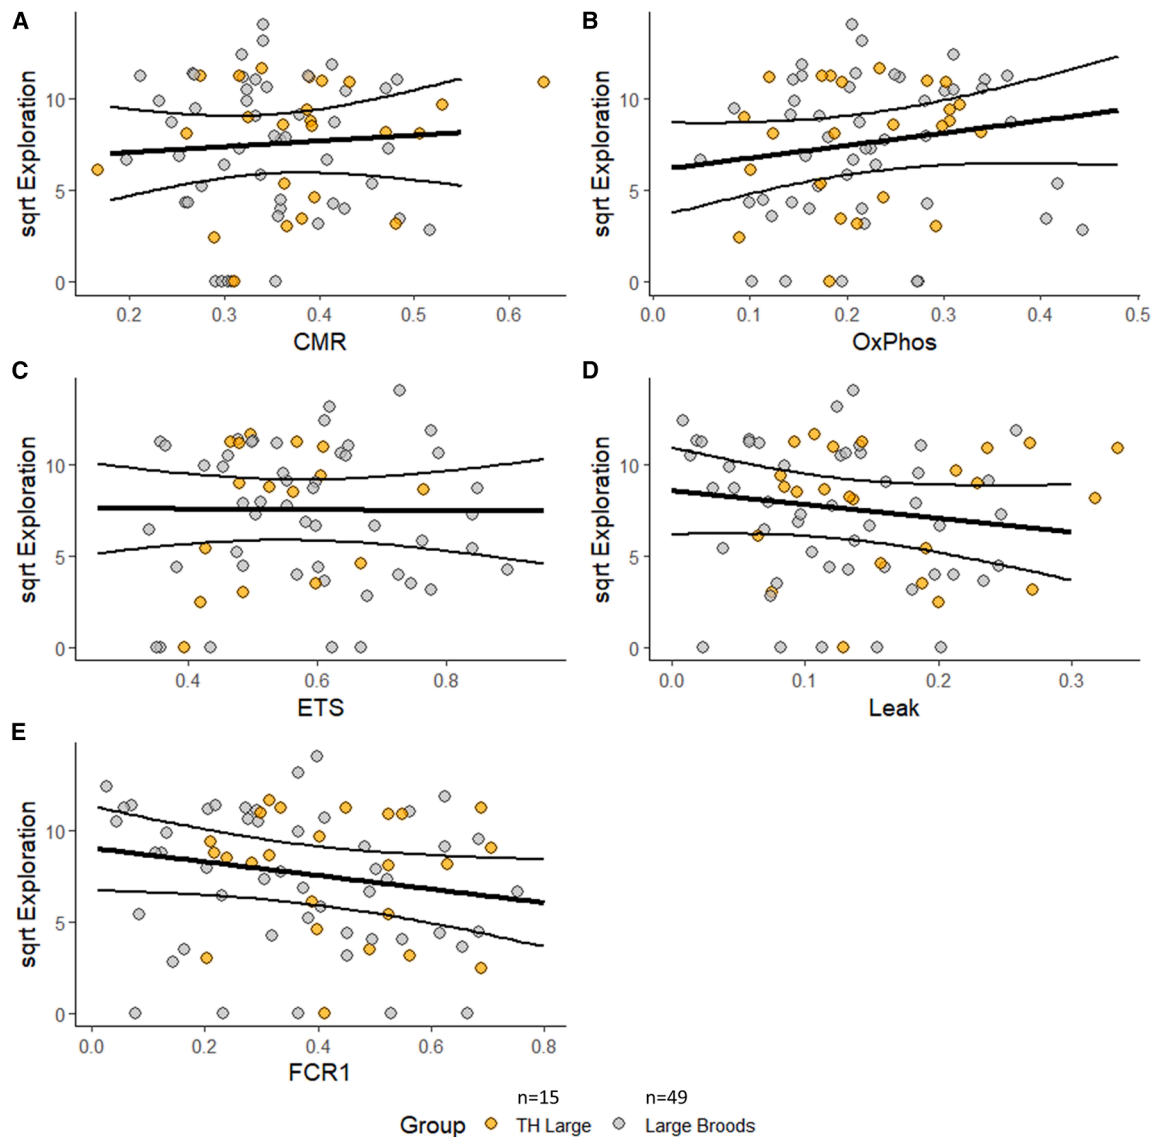 A
sqrt Exploration
10
5
0
0.2 0.3 0.4 0.5 0.6
CMR
B
sqrt Exploration
10
5
0
0.0 0.1 0.2 0.3 0.4 0.5
OxPhos
C
sqrt Exploration
10
5
0
0.4 0.6 0.8
ETS
D
sqrt Exploration
10
5
0
0.0 0.1 0.2 0.3
Leak
E
sqrt Exploration
10
5
0
0.0 0.2 0.4 0.6 0.8
FCR1
n=15 n=49
Group TH Large Large Broods